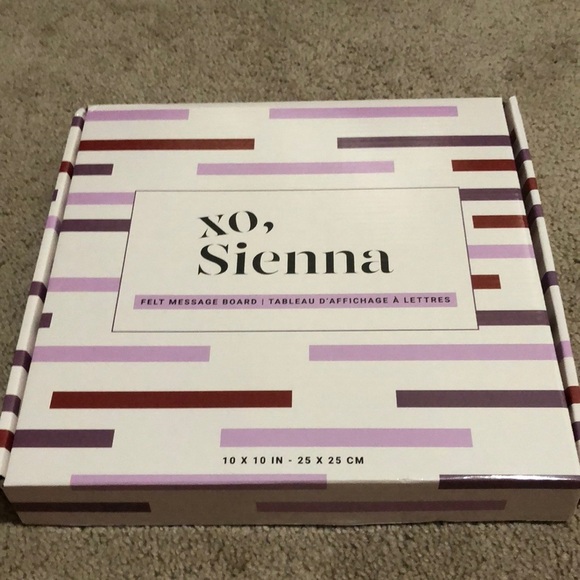 xo,
Sienna
FELT MESSAGE BOARD | TABLEAU D'AFFICHAGE À LETTRES
10 X 10 IN - 25 X 25 CM